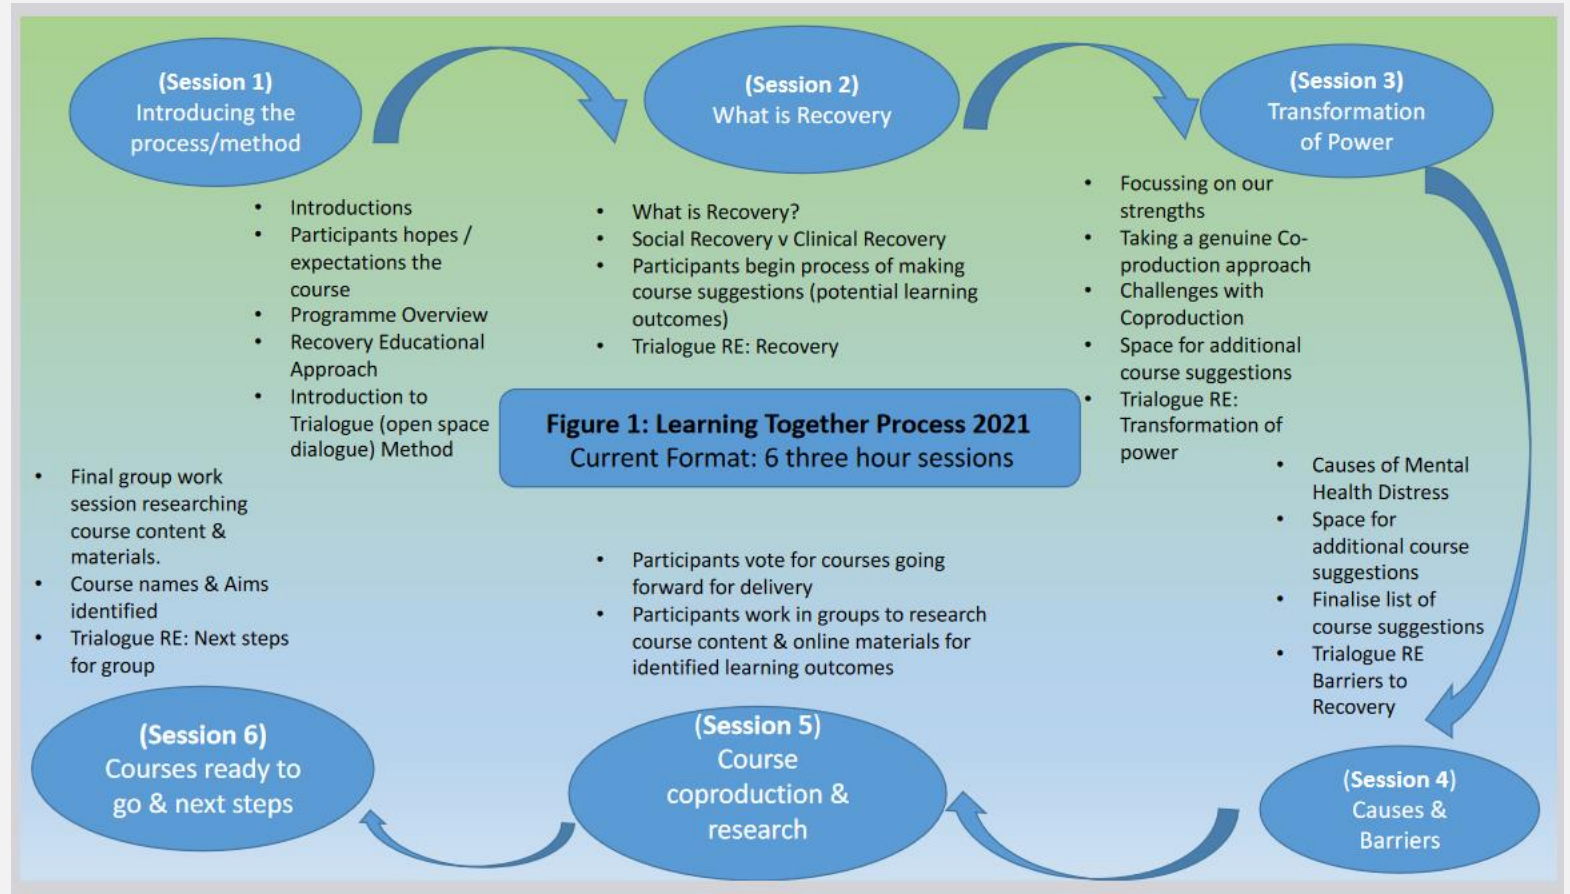 (Session 1)
Introducing the
process/method
(Session 2)
What is Recovery
(Session 3)
Transformation
of Power
• Introductions
• Participants hopes /
expectations the
course
• Programme Overview
• Recovery Educational
Approach
• Introduction to
Trialogue (open space
dialogue) Method
• What is Recovery?
• Social Recovery v Clinical Recovery
• Participants begin process of making
course suggestions (potential learning
outcomes)
• Trialogue RE: Recovery
• Focussing on our
strengths
• Taking a genuine Co-
production approach
• Challenges with
Coproduction
• Space for additional
course suggestions
• Trialogue RE:
Transformation of
power
Figure 1: Learning Together Process 2021
Current Format: 6 three hour sessions
• Causes of Mental
Health Distress
• Space for
additional course
suggestions
• Finalise list of
course suggestions
• Trialogue RE
Barriers to
Recovery
(Session 4)
Causes &
Barriers
• Participants vote for courses going
forward for delivery
• Participants work in groups to research
course content & online materials for
identified learning outcomes
(Session 5)
Course
coproduction &
research
• Final group work
session researching
course content &
materials.
• Course names & Aims
identified
• Trialogue RE: Next steps
for group
(Session 6)
Courses ready to
go & next steps